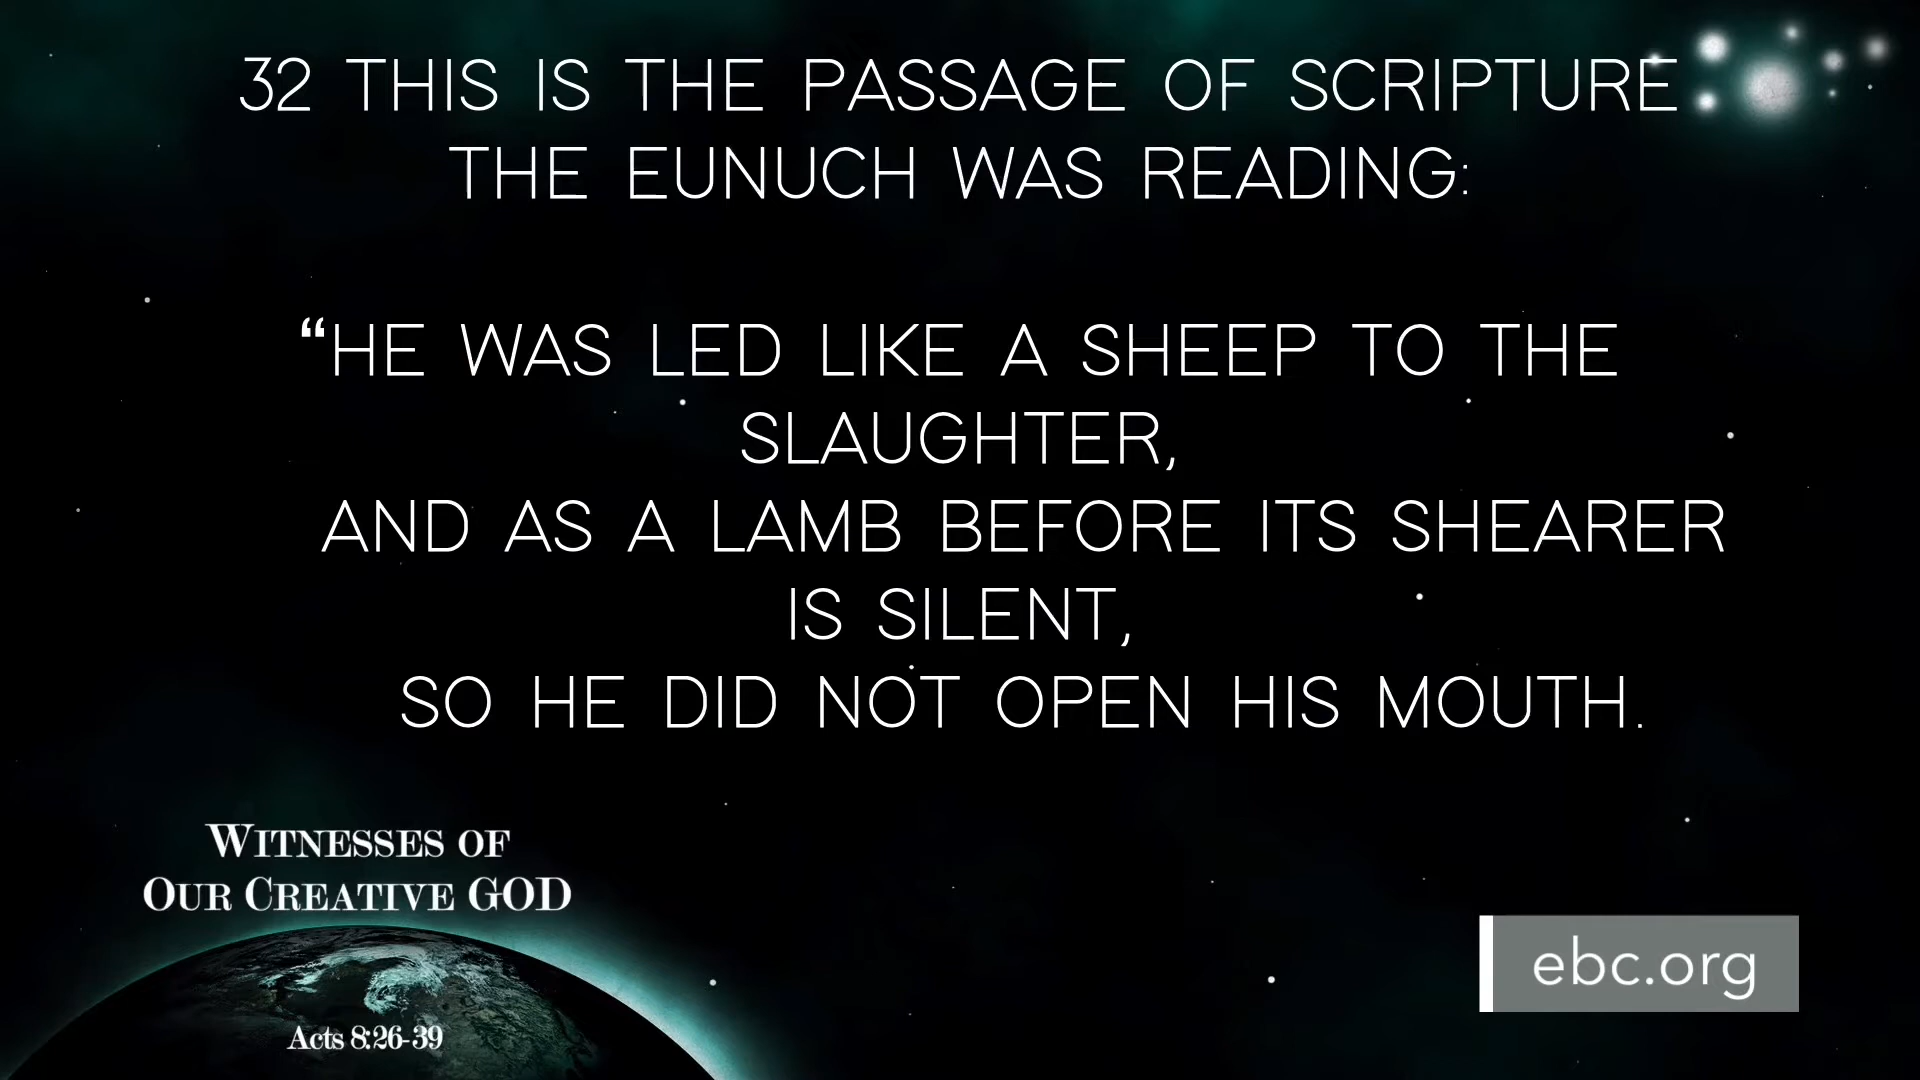 32 THIS IS THE PASSAGE OF SCRIPTURE
THE EUNUCH WAS READING:
“HE WAS LED LIKE A SHEEP TO THE
SLAUGHTER,
AND AS A LAMB BEFORE ITS SHEARER
IS SILENT,
SO HE DID NOT OPEN HIS MOUTH.
WITNESSES OF
OUR CREATIVE GOD
Acts 8:26-39
ebc.org